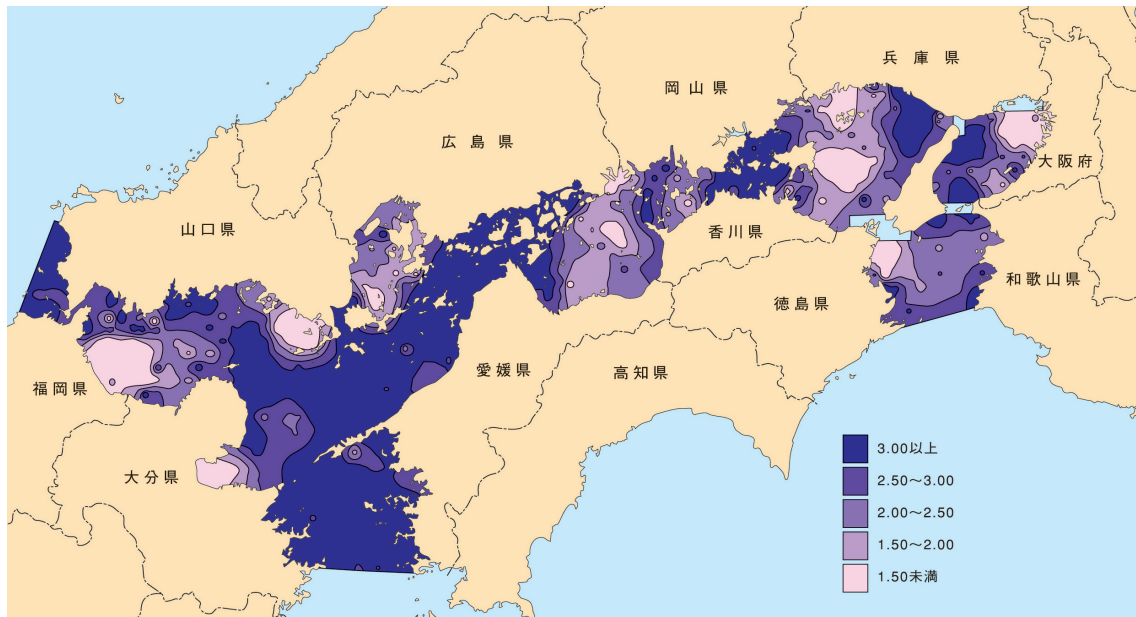 兵庫県
岡山県
広島県
大阪府
山口県
香川県
和歌山県
徳島県
愛媛県
高知県
福岡県
大分県
3.00以上
2.50〜3.00
2.00〜2.50
1.50〜2.00
1.50未満